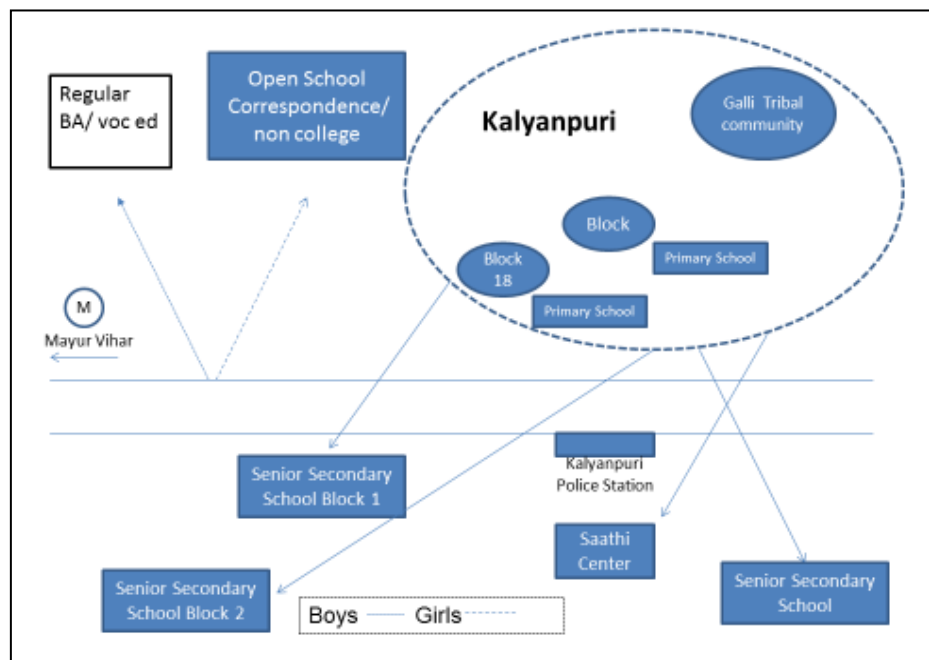 Regular
BA/ voc ed
Open School
Correspondence/
non college
Kalyanpuri
Galli Tribal
community
Block
Primary School
Block
18
Primary School
M
Mayur Vihar
Senior Secondary
School Block 1
Kalyanpuri
Police Station
Saathi
Center
Senior Secondary
School
Senior Secondary
School Block 2
Boys Girls